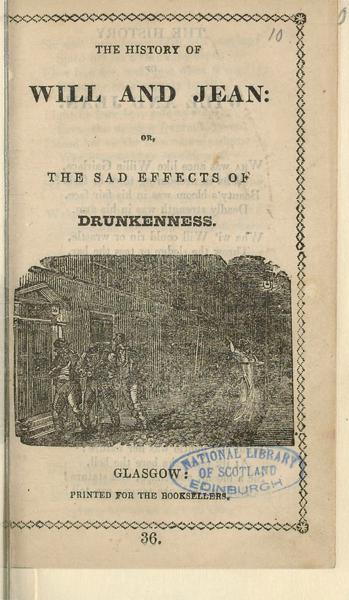 10
THE HISTORY OF
WILL AND JEAN:
OR,
THE SAD EFFECTS OF
DRUNKENNESS.
GLASGOW:
PRINTED FOR THE BOOKSELLERS.
NATIONAL LIBRARY
OF SCOTLAND
EDINBURGH
36.